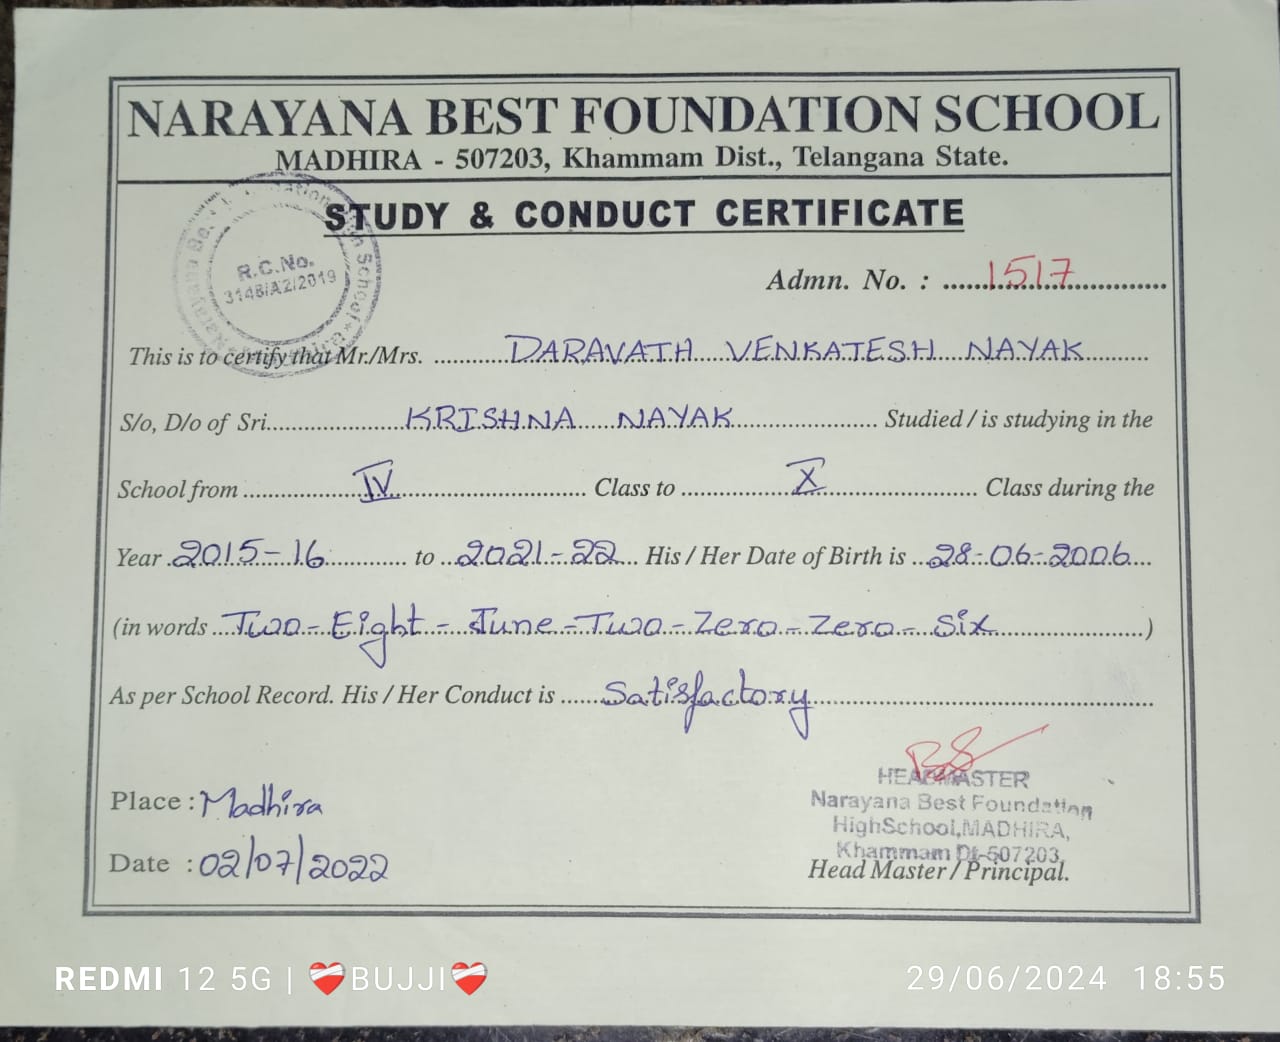 NARAYANA BEST FOUNDATION SCHOOL
MADHIRA - 507203, Khammam Dist., Telangana State.
STUDY & CONDUCT CERTIFICATE
R.C.No.
3148/A2/2019
Admn. No. : 1517
This is to certify that Mr./Mrs. DARAVATH VENKATESH NAYAK
S/o, D/o of Sri. KRISHNA NAYAK Studied / is studying in the
School from IV Class to X Class during the
Year 2015-16 to 2021-22 His / Her Date of Birth is 28-06-2006
(in words Two-Eight-June-Two-Zero-Zero-Six )
As per School Record. His / Her Conduct is Satisfactory
HEADMASTER
Narayana Best Foundation
HighSchool,MADHIRA,
Khammam Dt-507203.
Head Master / Principal.
Place : Madhira
Date : 02/07/2022
REDMI 12 5G | ❤️‍🩹BUJJI❤️‍🩹
29/06/2024 18:55